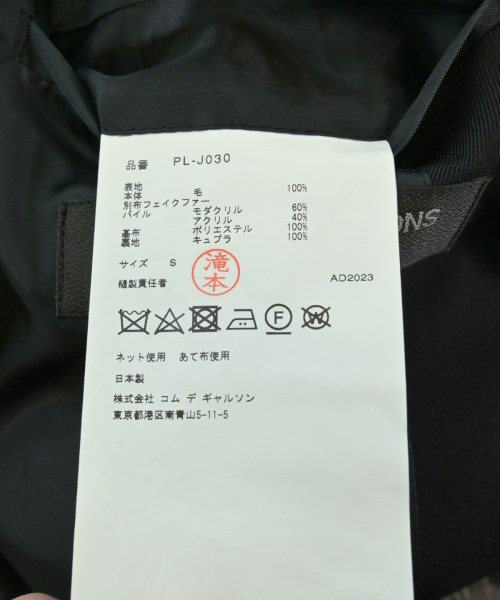 品番 PL-J030
表地
本体 毛 100%
別布フェイクファー
パイル モダクリル 60%
アクリル 40%
基布 ポリエステル 100%
裏地 キュプラ 100%
サイズ S
滝本
縫製責任者
AD2023
F
W
ネット使用 あて布使用
日本製
株式会社 コム デ ギャルソン
東京都港区南青山5-11-5
ONS